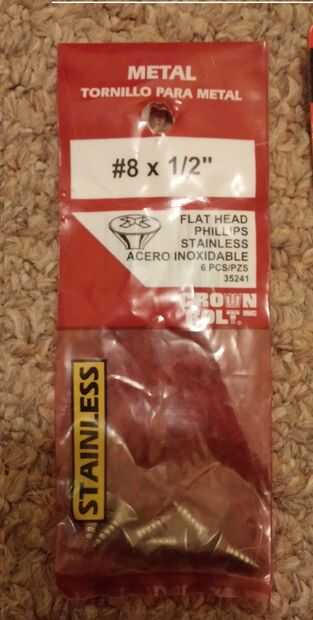 METAL
TORNILLO PARA METAL
#8 x 1/2"
FLAT HEAD
PHILLIPS
STAINLESS
ACERO INOXIDABLE
6 PCS/PZS
35241
CROWN
BOLT®
STAINLESS